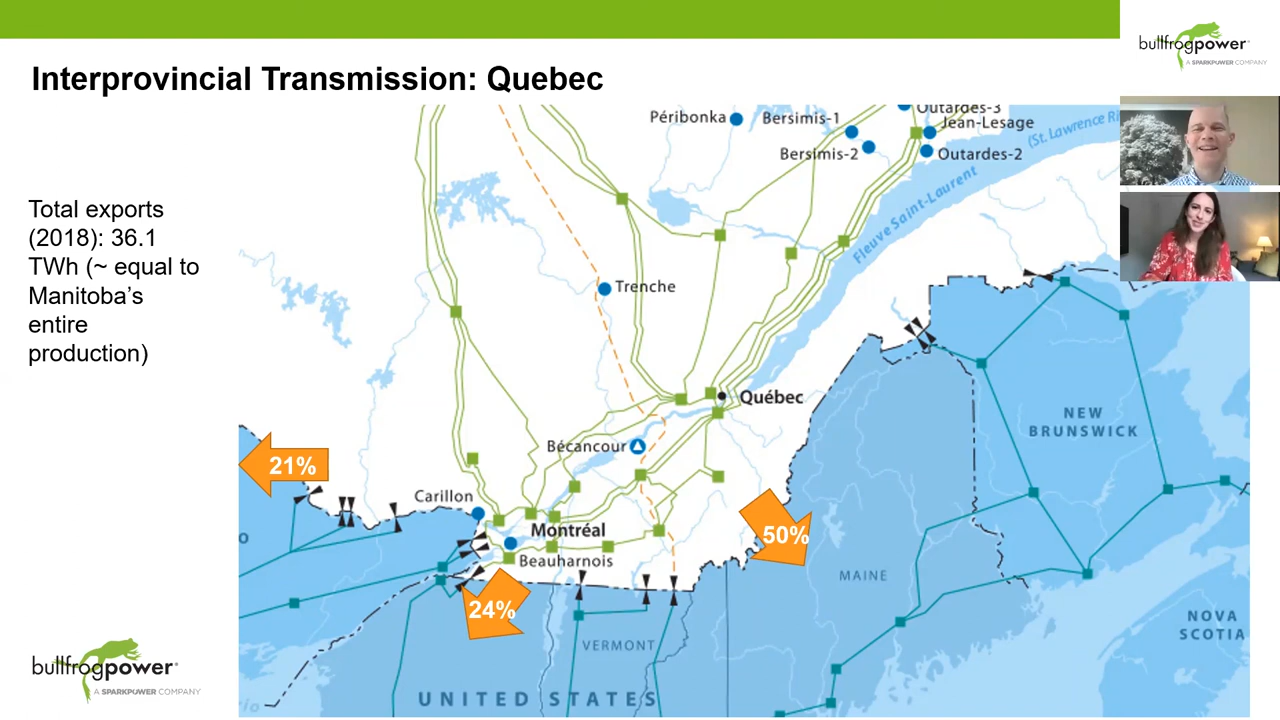 bullfrogpower®
A SPARKPOWER COMPANY
Interprovincial Transmission: Quebec
Total exports
(2018): 36.1
TWh (~ equal to
Manitoba’s
entire
production)
Péribonka
Bersimis-1
Outardes-3
Jean-Lesage
Bersimis-2
Outardes-2
(St. Lawrence
Fleuve Saint-Laurent
Trenche
Québec
NEW
BRUNSWICK
Bécancour
21%
Carillon
Montréal
50%
Beauharnois
MAINE
24%
NOVA
SCOTIA
VERMONT
UNITED STATES
bullfrogpower®
A SPARKPOWER COMPANY